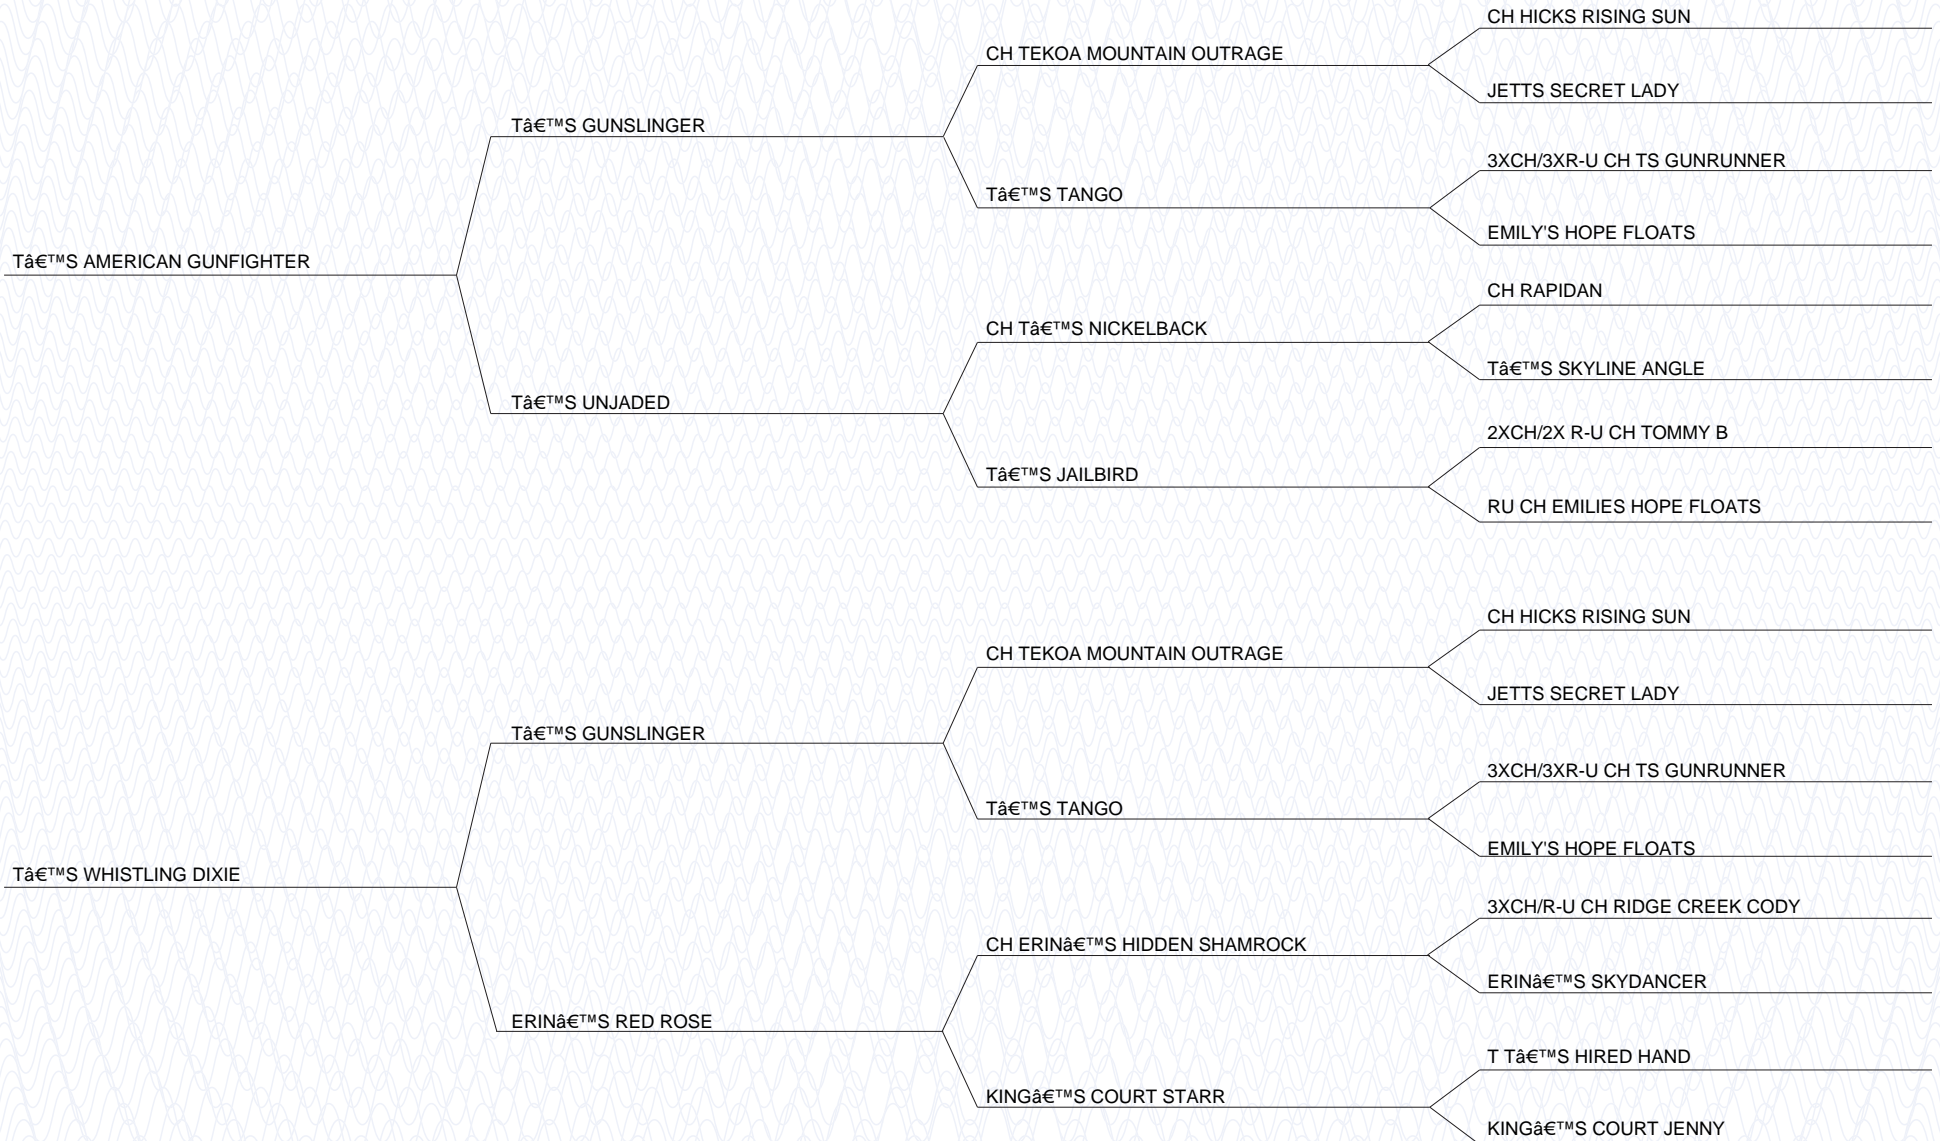 CH HICKS RISING SUN
CH TEKOA MOUNTAIN OUTRAGE
JETTS SECRET LADY
Tâ€™S GUNSLINGER
3XCH/3XR-U CH TS GUNRUNNER
Tâ€™S TANGO
EMILY'S HOPE FLOATS
Tâ€™S AMERICAN GUNFIGHTER
CH RAPIDAN
CH Tâ€™S NICKELBACK
Tâ€™S SKYLINE ANGLE
Tâ€™S UNJADED
2XCH/2X R-U CH TOMMY B
Tâ€™S JAILBIRD
RU CH EMILIES HOPE FLOATS
CH HICKS RISING SUN
CH TEKOA MOUNTAIN OUTRAGE
JETTS SECRET LADY
Tâ€™S GUNSLINGER
3XCH/3XR-U CH TS GUNRUNNER
Tâ€™S TANGO
EMILY'S HOPE FLOATS
Tâ€™S WHISTLING DIXIE
3XCH/R-U CH RIDGE CREEK CODY
CH ERINâ€™S HIDDEN SHAMROCK
ERINâ€™S SKYDANCER
ERINâ€™S RED ROSE
T Tâ€™S HIRED HAND
KINGâ€™S COURT STARR
KINGâ€™S COURT JENNY